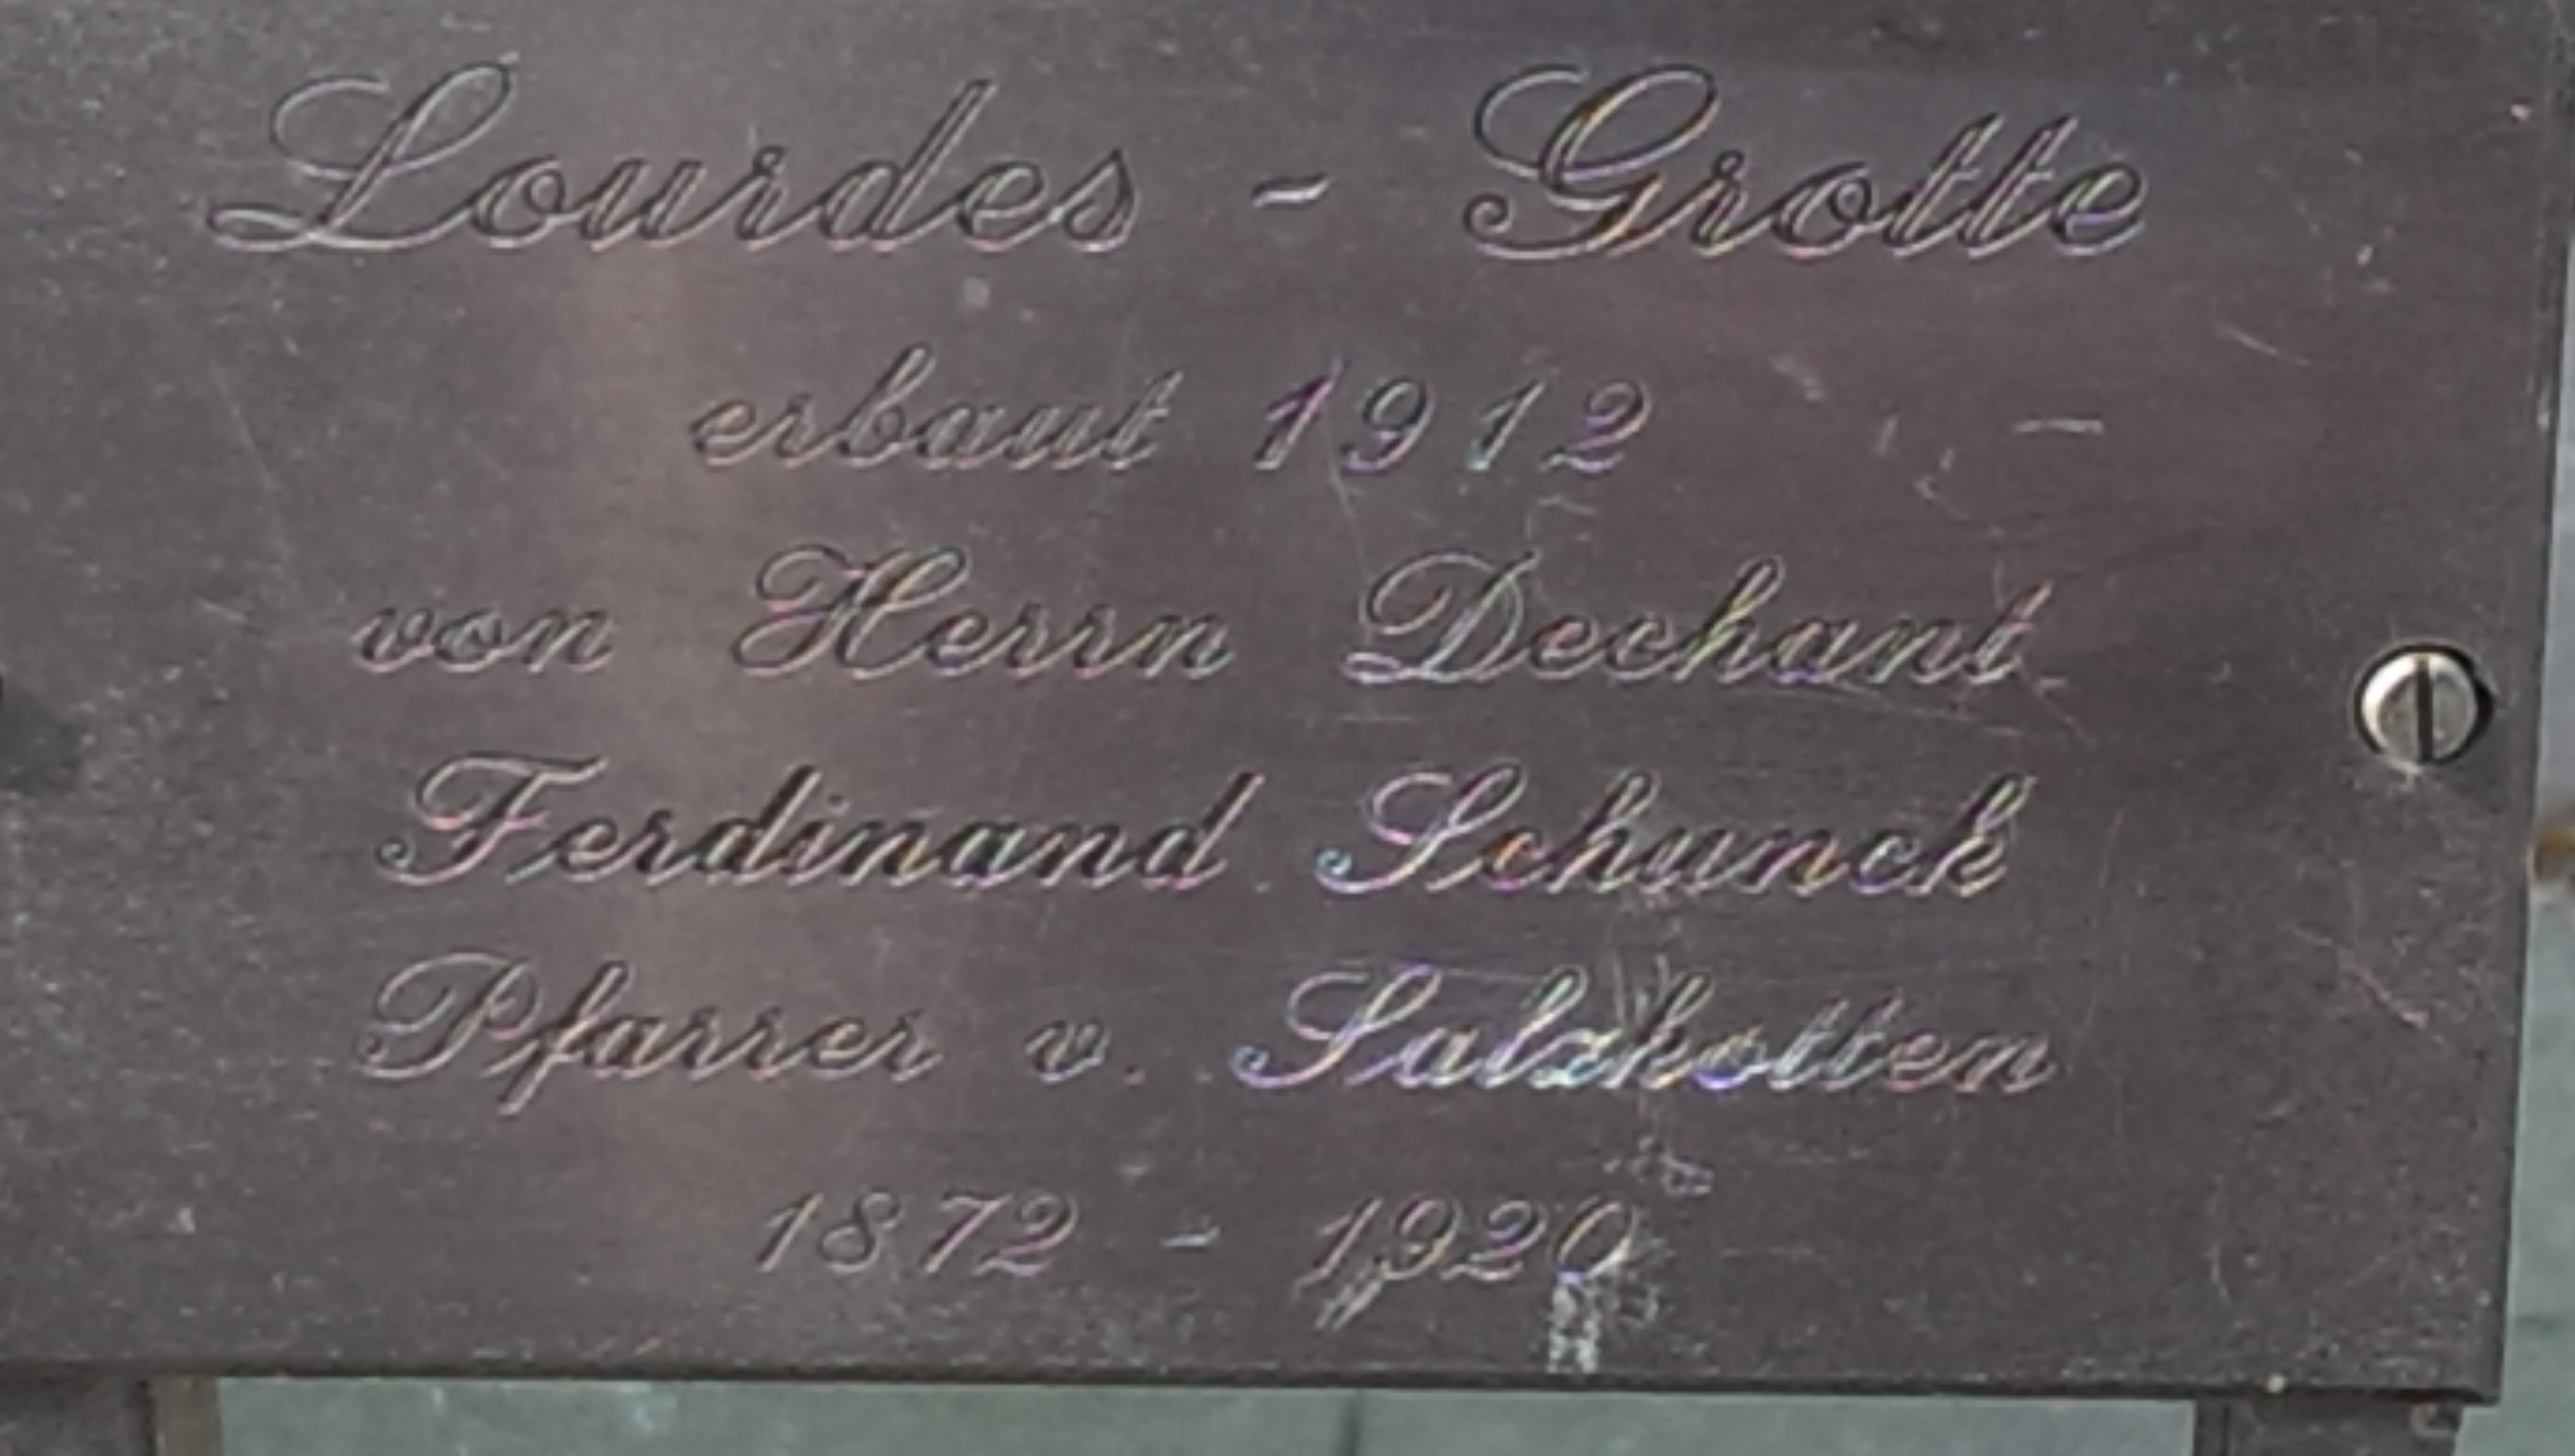 Lourdes - Grotte
erbaut 1912
von Herrn Dechant
Ferdinand Schunck
Pfarrer v. Salzkotten
1872 - 1920